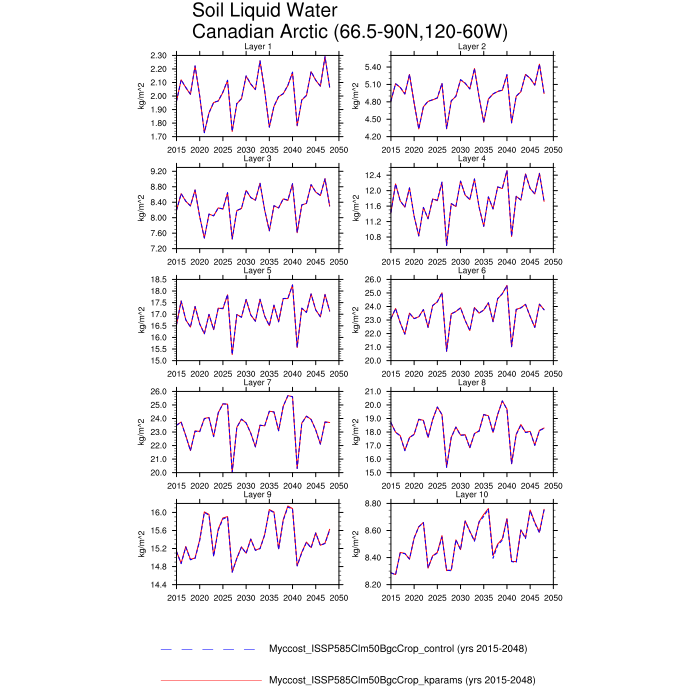 Soil Liquid Water
Canadian Arctic (66.5-90N,120-60W)
Layer 1
kg/m^2
2.30
2.20
2.10
2.00
1.90
1.80
1.70
2015 2020 2025 2030 2035 2040 2045 2050
Layer 2
kg/m^2
5.40
5.10
4.80
4.50
4.20
2015 2020 2025 2030 2035 2040 2045 2050
Layer 3
kg/m^2
9.20
8.80
8.40
8.00
7.60
7.20
2015 2020 2025 2030 2035 2040 2045 2050
Layer 4
kg/m^2
12.4
12.0
11.6
11.2
10.8
2015 2020 2025 2030 2035 2040 2045 2050
Layer 5
kg/m^2
18.5
18.0
17.5
17.0
16.5
16.0
15.5
15.0
2015 2020 2025 2030 2035 2040 2045 2050
Layer 6
kg/m^2
26.0
25.0
24.0
23.0
22.0
21.0
20.0
2015 2020 2025 2030 2035 2040 2045 2050
Layer 7
kg/m^2
26.0
25.0
24.0
23.0
22.0
21.0
20.0
2015 2020 2025 2030 2035 2040 2045 2050
Layer 8
kg/m^2
21.0
20.0
19.0
18.0
17.0
16.0
15.0
2015 2020 2025 2030 2035 2040 2045 2050
Layer 9
kg/m^2
16.0
15.6
15.2
14.8
14.4
2015 2020 2025 2030 2035 2040 2045 2050
Layer 10
kg/m^2
8.80
8.60
8.40
8.20
2015 2020 2025 2030 2035 2040 2045 2050
Myccost_ISSP585Clm50BgcCrop_control (yrs 2015-2048)
Myccost_ISSP585Clm50BgcCrop_kparams (yrs 2015-2048)